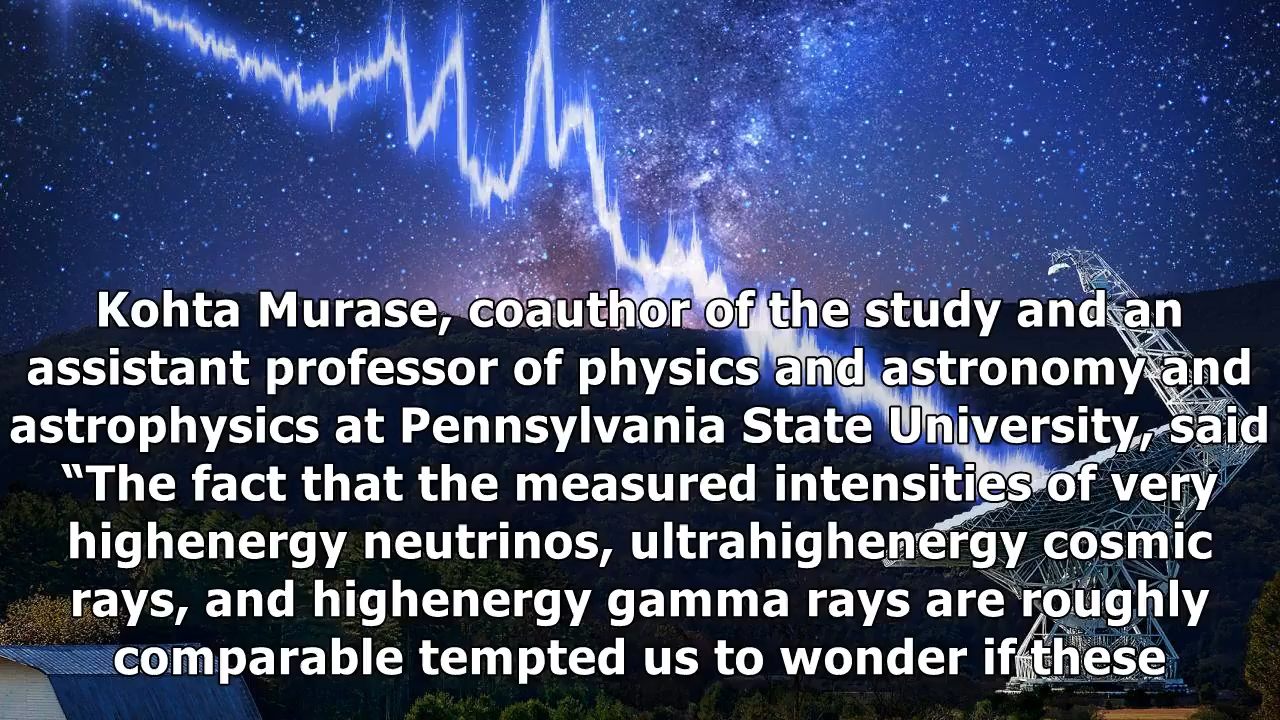 Kohta Murase, coauthor of the study and an
assistant professor of physics and astronomy and
astrophysics at Pennsylvania State University, said
“The fact that the measured intensities of very
highenergy neutrinos, ultrahighenergy cosmic
rays, and highenergy gamma rays are roughly
comparable tempted us to wonder if these